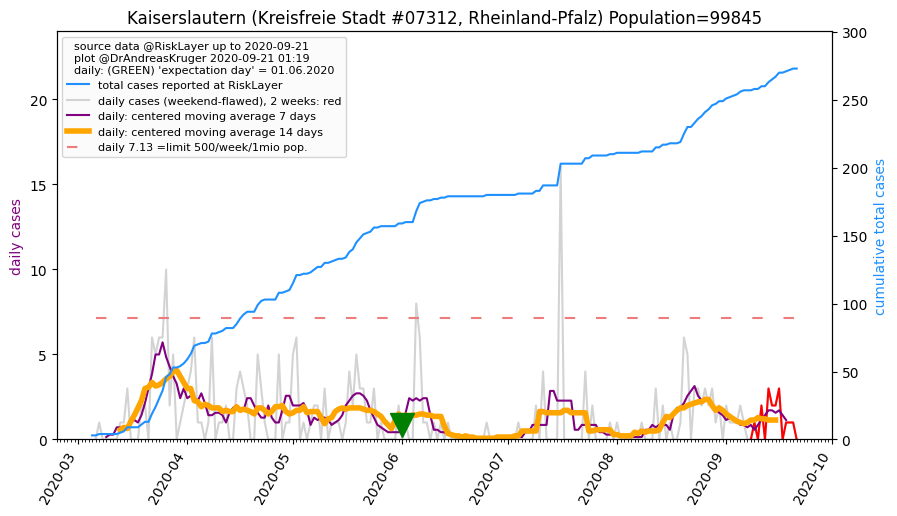 Kaiserslautern (Kreisfreie Stadt #07312, Rheinland-Pfalz) Population=99845
source data @RiskLayer up to 2020-09-21
plot @DrAndreasKruger 2020-09-21 01:19
daily: (GREEN) 'expectation day' = 01.06.2020
total cases reported at RiskLayer
daily cases (weekend-flawed), 2 weeks: red
daily: centered moving average 7 days
daily: centered moving average 14 days
daily 7.13 =limit 500/week/1mio pop.
daily cases
20
15
10
5
0
cumulative total cases
300
250
200
150
100
50
0
2020-03
2020-04
2020-05
2020-06
2020-07
2020-08
2020-09
2020-10